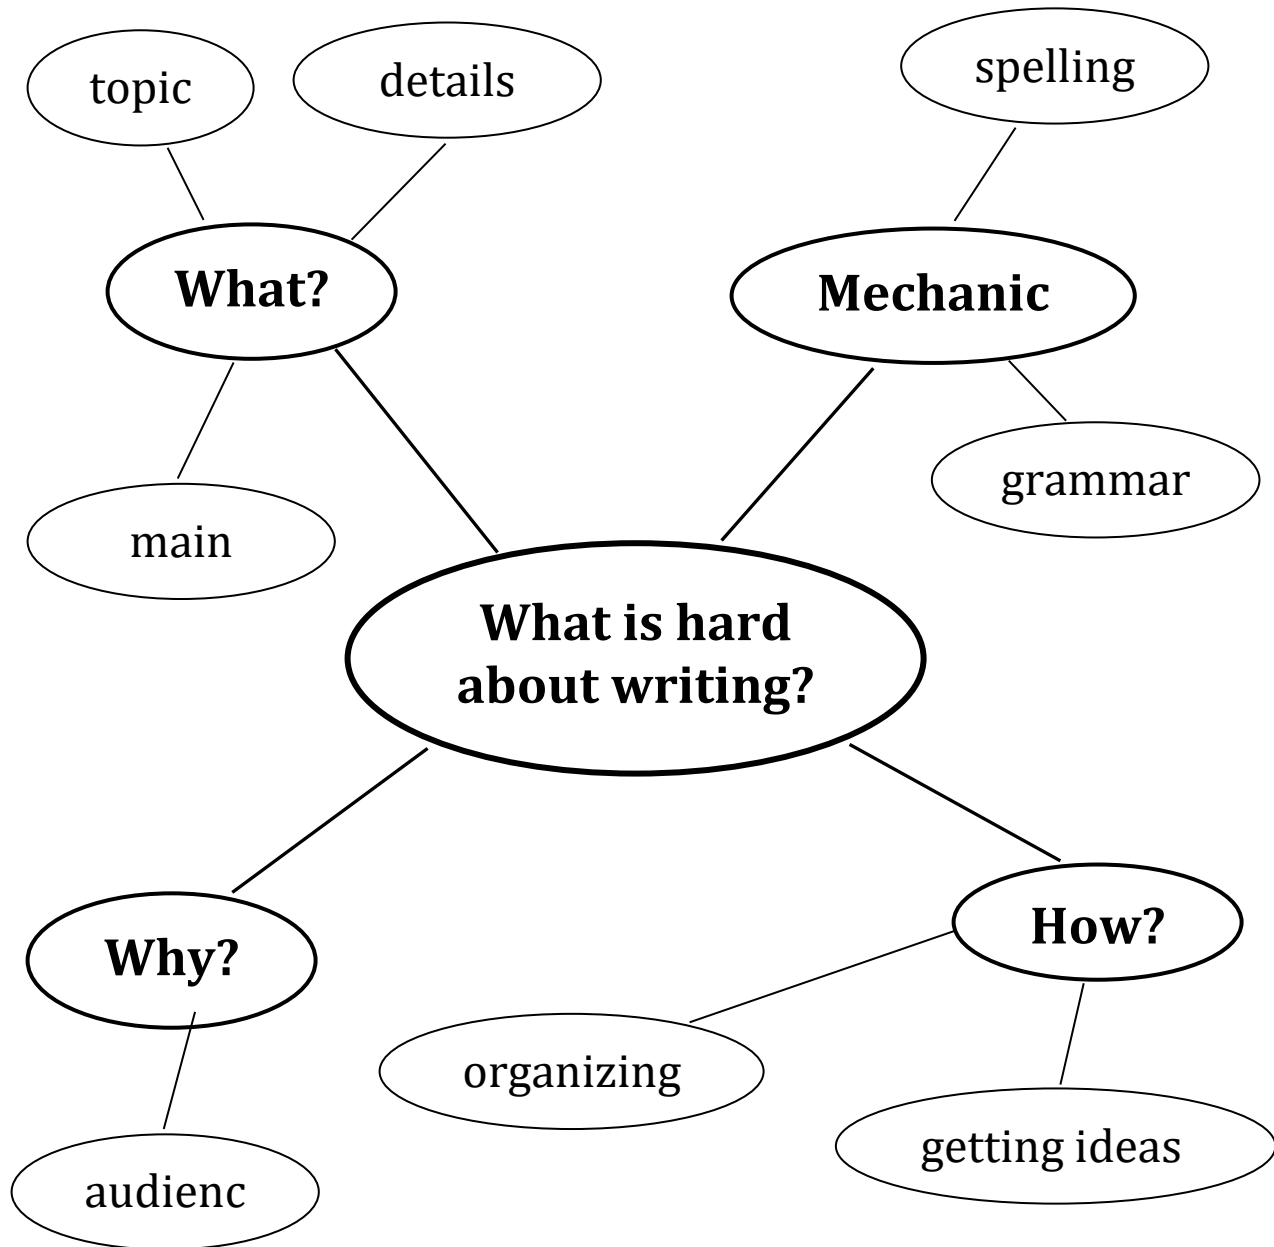 topic
details
spelling
What?
Mechanic
main
grammar
What is hard
about writing?
Why?
How?
organizing
getting ideas
audienc